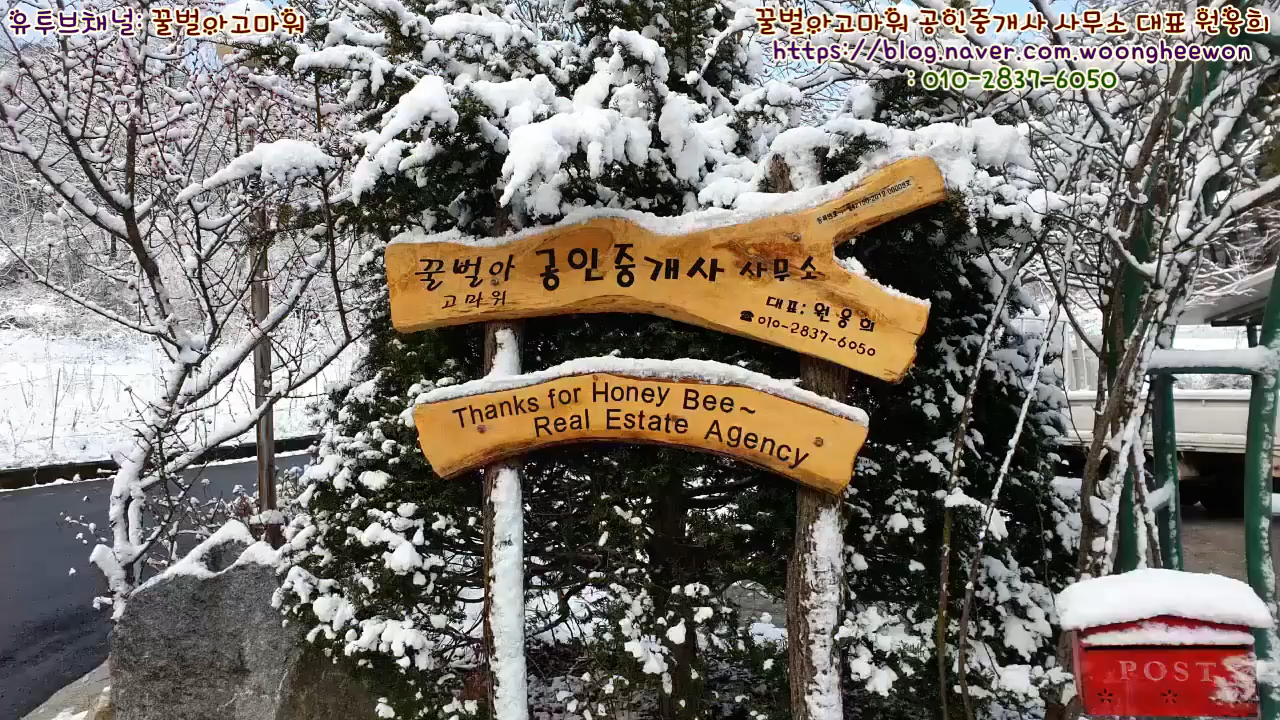 유투브채널: 꿀벌아고마워
꿀벌아고마워 공인중개사 사무소 대표 원웅희
https://blog.naver.com,woongheewon
: 010-2837-6050
꿀벌아 공인중개사 사무소
고마워
대표: 원웅희
☎010-2837-6050
Thanks for Honey Bee~
Real Estate Agency
POST